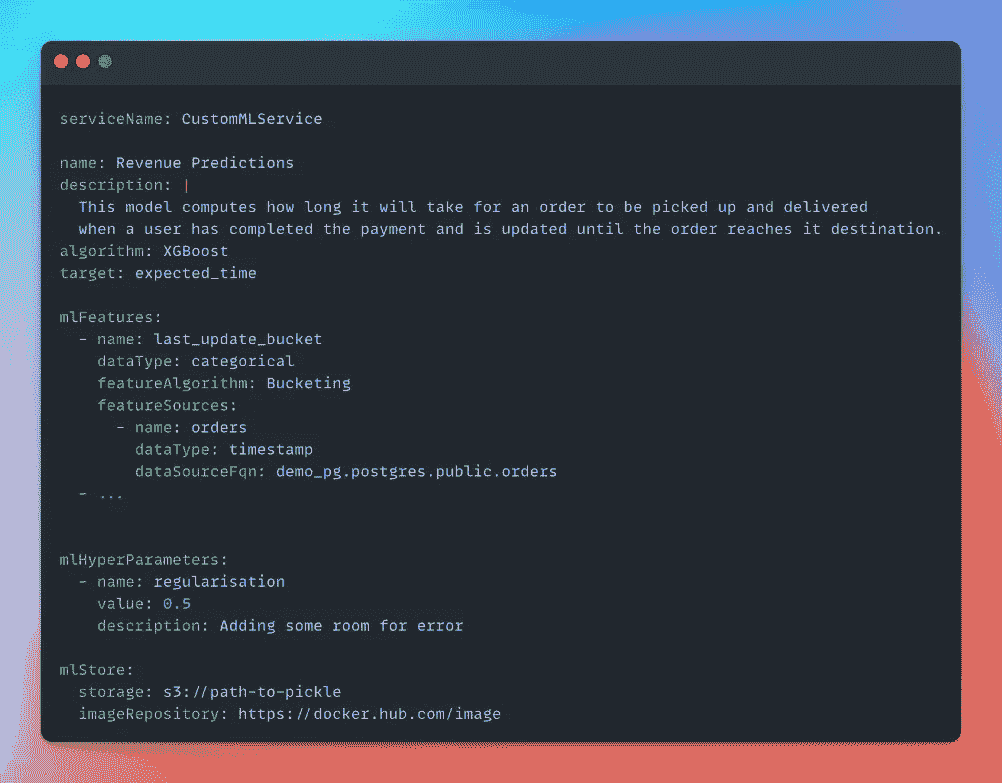 serviceName: CustomMLService
name: Revenue Predictions
description: |
This model computes how long it will take for an order to be picked up and delivered
when a user has completed the payment and is updated until the order reaches it destination.
algorithm: XGBoost
target: expected_time
mlFeatures:
- name: last_update_bucket
dataType: categorical
featureAlgorithm: Bucketing
featureSources:
- name: orders
dataType: timestamp
dataSourceFqn: demo_pg.postgres.public.orders
- ...
mlHyperParameters:
- name: regularisation
value: 0.5
description: Adding some room for error
mlStore:
storage: s3://path-to-pickle
imageRepository: https://docker.hub.com/image